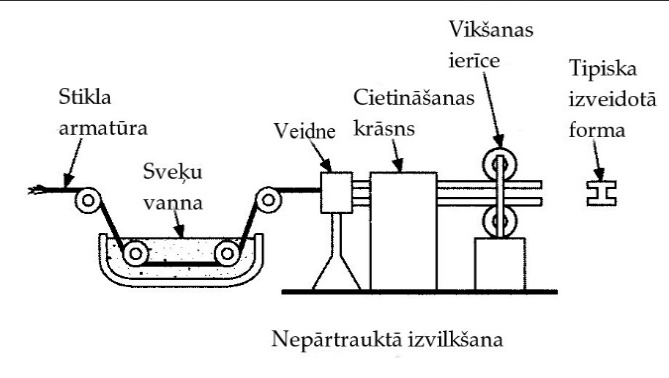 Vikšanas
ierīce
Tipiska
izveidotā
forma
Stikla
armatūra
Cietināšanas
krāsns
Veidne
Sveķu
vanna
Nepārtrauktā izvilkšana